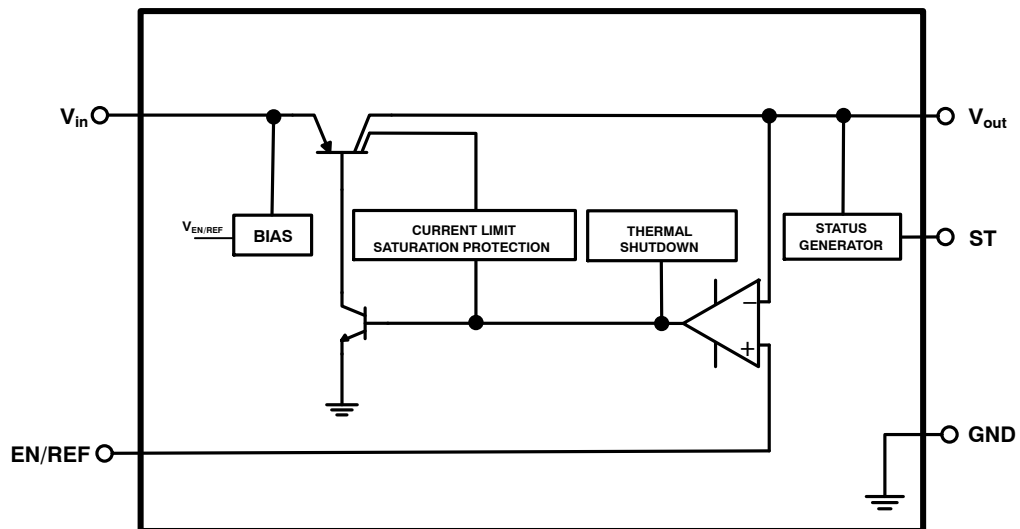 Vin
Vout
VEN/REF
BIAS
CURRENT LIMIT
SATURATION PROTECTION
THERMAL
SHUTDOWN
STATUS
GENERATOR
ST
−
+
EN/REF
GND